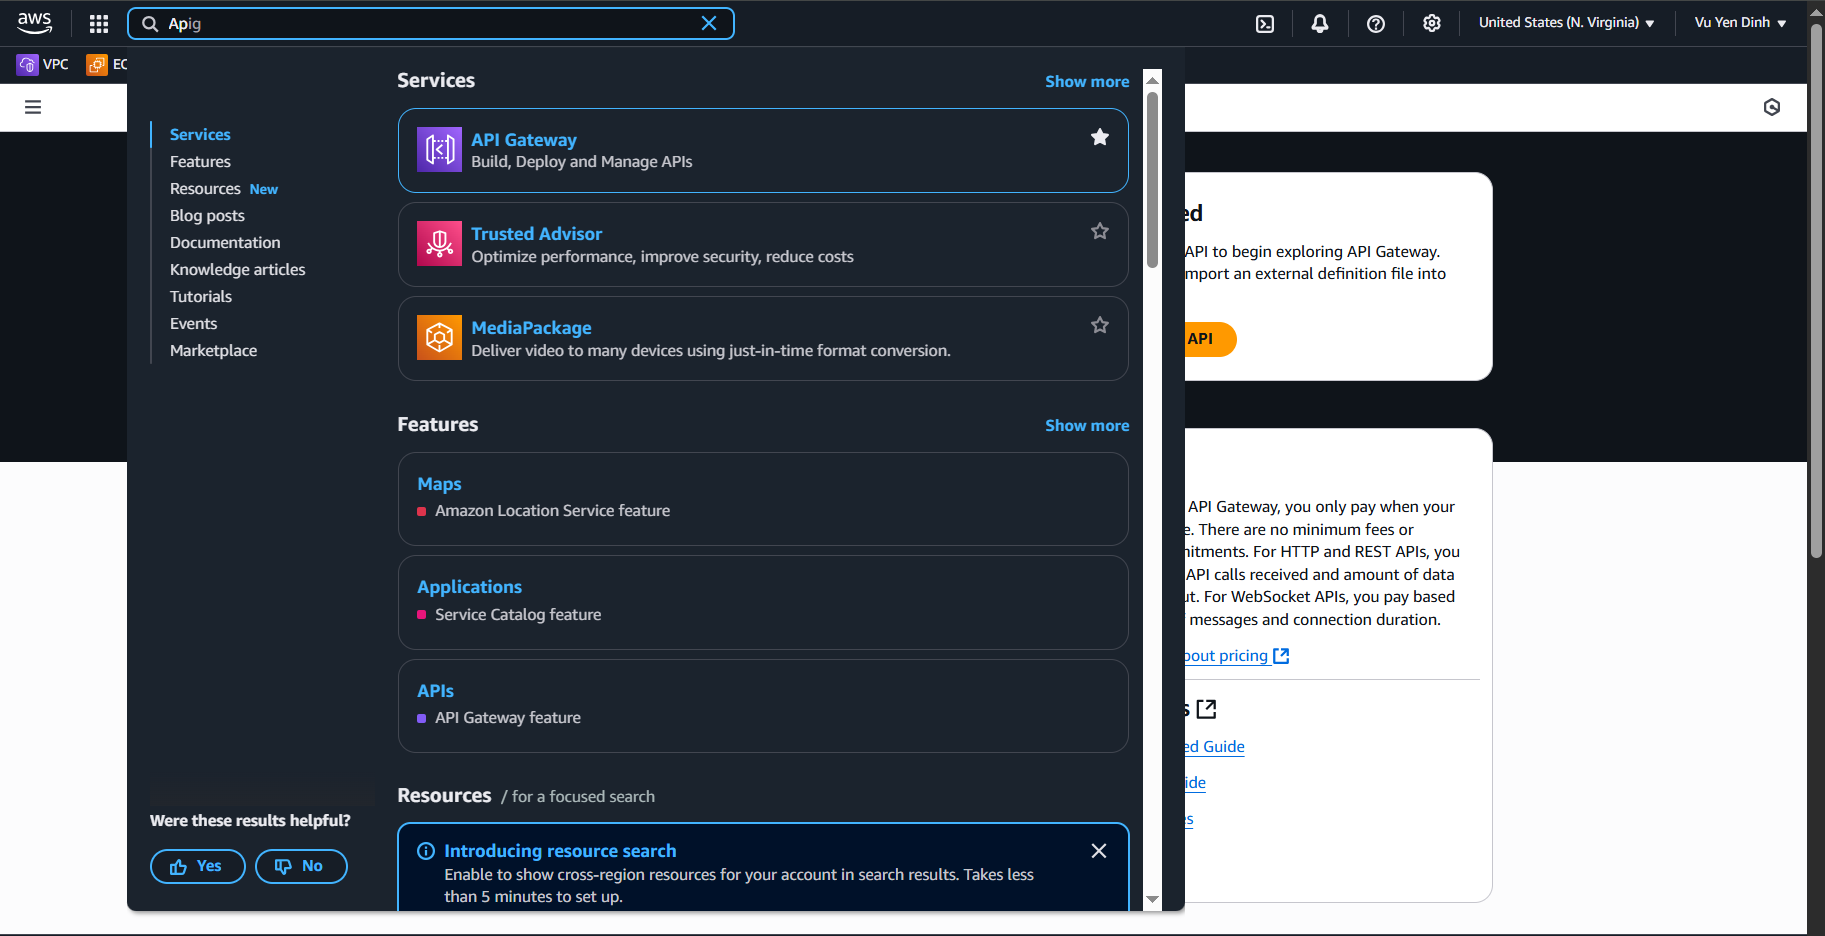 aws
Apig
United States (N. Virginia)
Vu Yen Dinh
VPC
EC
Services
Features
Resources New
Blog posts
Documentation
Knowledge articles
Tutorials
Events
Marketplace
Were these results helpful?
Yes
No
Services
Show more
API Gateway
Build, Deploy and Manage APIs
Trusted Advisor
Optimize performance, improve security, reduce costs
MediaPackage
Deliver video to many devices using just-in-time format conversion.
Features
Show more
Maps
Amazon Location Service feature
Applications
Service Catalog feature
APIs
API Gateway feature
Resources / for a focused search
Introducing resource search
Enable to show cross-region resources for your account in search results. Takes less
than 5 minutes to set up.
ed
API to begin exploring API Gateway.
mport an external definition file into
API
API Gateway, you only pay when your
e. There are no minimum fees or
nitments. For HTTP and REST APIs, you
API calls received and amount of data
ut. For WebSocket APIs, you pay based
messages and connection duration.
bout pricing
s
ed Guide
ide
es